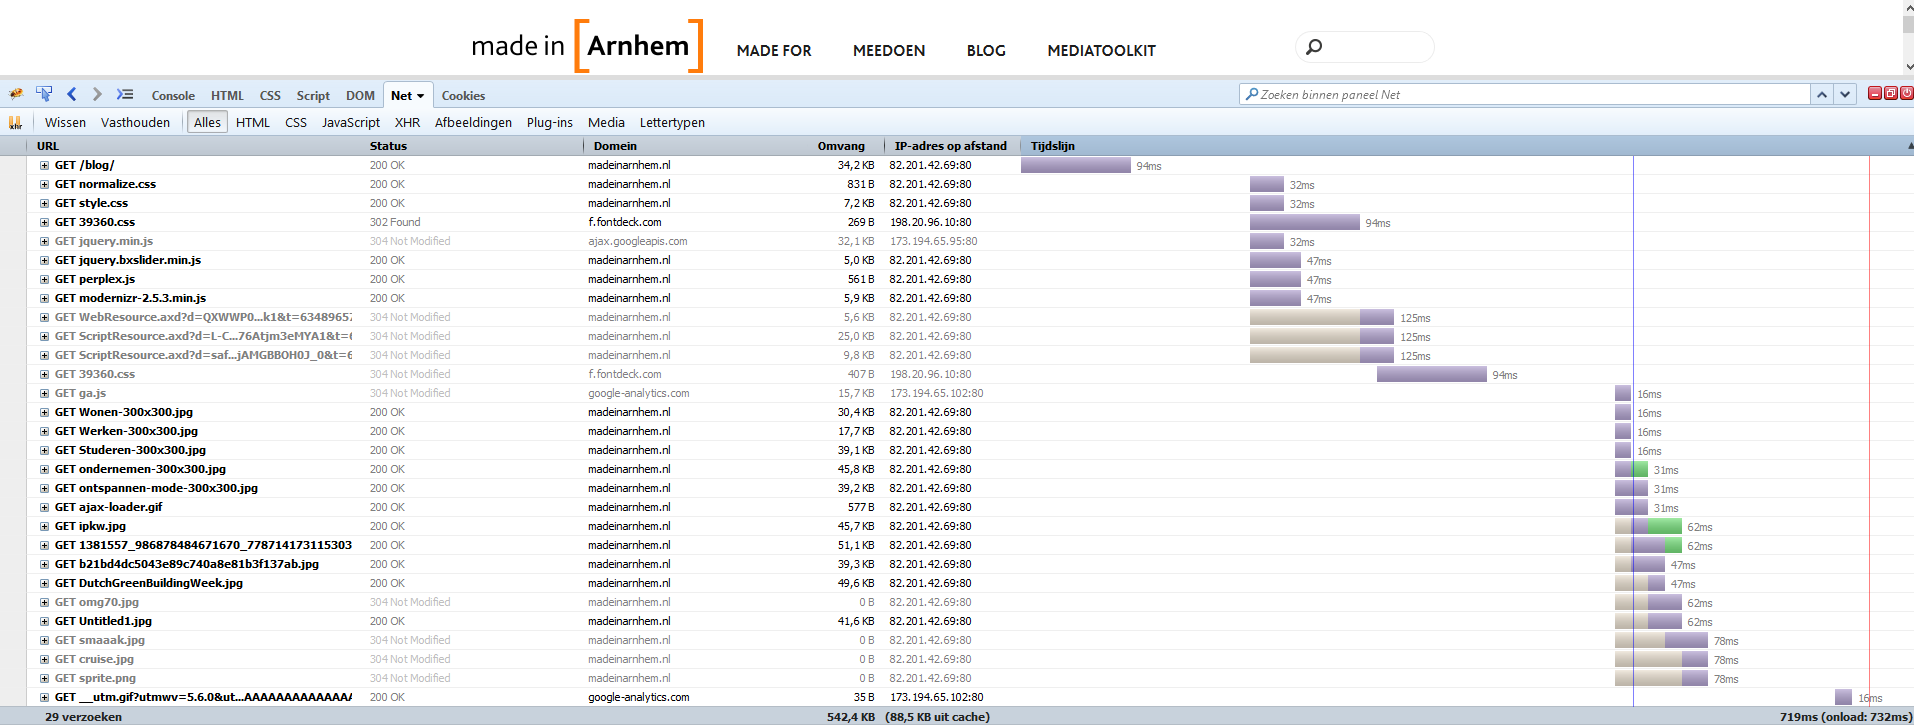 made in [Arnhem] MADE FOR MEEDOEN BLOG MEDIATOOLKIT
Console HTML CSS Script DOM Net Cookies Zoeken binnen paneel Net
xhr Wissen Vasthouden Alles HTML CSS JavaScript XHR Afbeeldingen Plug-ins Media Lettertypen
URL Status Domein Omvang IP-adres op afstand Tijdslijn
GET /blog/ 200 OK madeinarnhem.nl 34,2 KB 82.201.42.69:80 94ms
GET normalize.css 200 OK madeinarnhem.nl 831 B 82.201.42.69:80 32ms
GET style.css 200 OK madeinarnhem.nl 7,2 KB 82.201.42.69:80 32ms
GET 39360.css 302 Found f.fontdeck.com 269 B 198.20.96.10:80 94ms
GET jquery.min.js 304 Not Modified ajax.googleapis.com 32,1 KB 173.194.65.95:80 32ms
GET jquery.bxslider.min.js 200 OK madeinarnhem.nl 5,0 KB 82.201.42.69:80 47ms
GET perplex.js 200 OK madeinarnhem.nl 561 B 82.201.42.69:80 47ms
GET modernizr-2.5.3.min.js 200 OK madeinarnhem.nl 5,9 KB 82.201.42.69:80 47ms
GET WebResource.axd?d=QXWWP0...k1&t=63489657 304 Not Modified madeinarnhem.nl 5,6 KB 82.201.42.69:80 125ms
GET ScriptResource.axd?d=L-C...76Atjm3eMYA1&t=6 304 Not Modified madeinarnhem.nl 25,0 KB 82.201.42.69:80 125ms
GET ScriptResource.axd?d=saf...jAMGBBOH0J_0&t=6 304 Not Modified madeinarnhem.nl 9,8 KB 82.201.42.69:80 125ms
GET 39360.css 304 Not Modified f.fontdeck.com 407 B 198.20.96.10:80 94ms
GET ga.js 304 Not Modified google-analytics.com 15,7 KB 173.194.65.102:80 16ms
GET Wonen-300x300.jpg 200 OK madeinarnhem.nl 30,4 KB 82.201.42.69:80 16ms
GET Werken-300x300.jpg 200 OK madeinarnhem.nl 17,7 KB 82.201.42.69:80 16ms
GET Studeren-300x300.jpg 200 OK madeinarnhem.nl 39,1 KB 82.201.42.69:80 16ms
GET ondernemen-300x300.jpg 200 OK madeinarnhem.nl 45,8 KB 82.201.42.69:80 31ms
GET ontspannen-mode-300x300.jpg 200 OK madeinarnhem.nl 39,2 KB 82.201.42.69:80 31ms
GET ajax-loader.gif 200 OK madeinarnhem.nl 577 B 82.201.42.69:80 31ms
GET ipkw.jpg 200 OK madeinarnhem.nl 45,7 KB 82.201.42.69:80 62ms
GET 1381557_986878484671670_778714173115303 200 OK madeinarnhem.nl 51,1 KB 82.201.42.69:80 62ms
GET b21bd4dc5043e89c740a8e81b3f137ab.jpg 200 OK madeinarnhem.nl 39,3 KB 82.201.42.69:80 47ms
GET DutchGreenBuildingWeek.jpg 200 OK madeinarnhem.nl 49,6 KB 82.201.42.69:80 47ms
GET omg70.jpg 304 Not Modified madeinarnhem.nl 0 B 82.201.42.69:80 62ms
GET Untitled1.jpg 200 OK madeinarnhem.nl 41,6 KB 82.201.42.69:80 62ms
GET smaaak.jpg 304 Not Modified madeinarnhem.nl 0 B 82.201.42.69:80 78ms
GET cruise.jpg 304 Not Modified madeinarnhem.nl 0 B 82.201.42.69:80 78ms
GET sprite.png 304 Not Modified madeinarnhem.nl 0 B 82.201.42.69:80 78ms
GET __utm.gif?utmwv=5.6.0&ut...AAAAAAAAAAAAAA 200 OK google-analytics.com 35 B 173.194.65.102:80 16ms
29 verzoeken 542,4 KB (88,5 KB uit cache) 719ms (onload: 732ms)